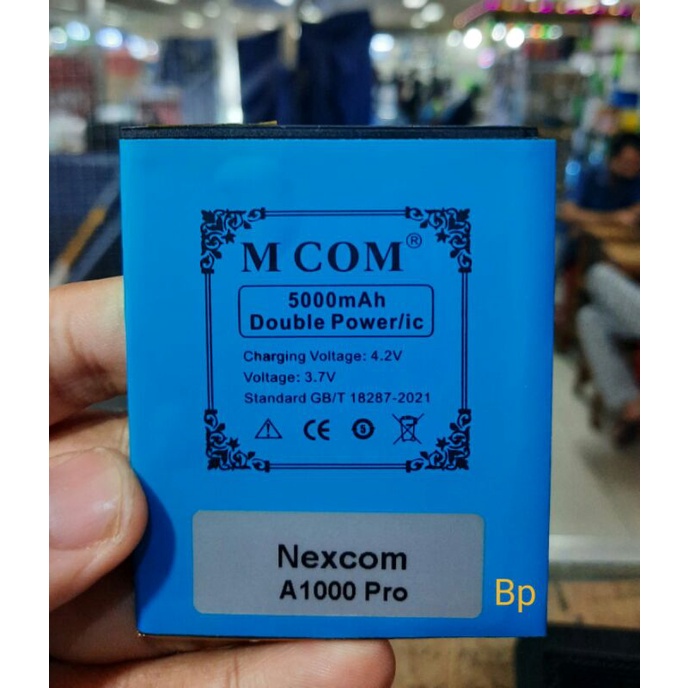 M COM®
5000mAh
Double Power/ic
Charging Voltage: 4.2V
Voltage: 3.7V
Standard GB/T 18287-2021
CE
Nexcom
A1000 Pro
Bp